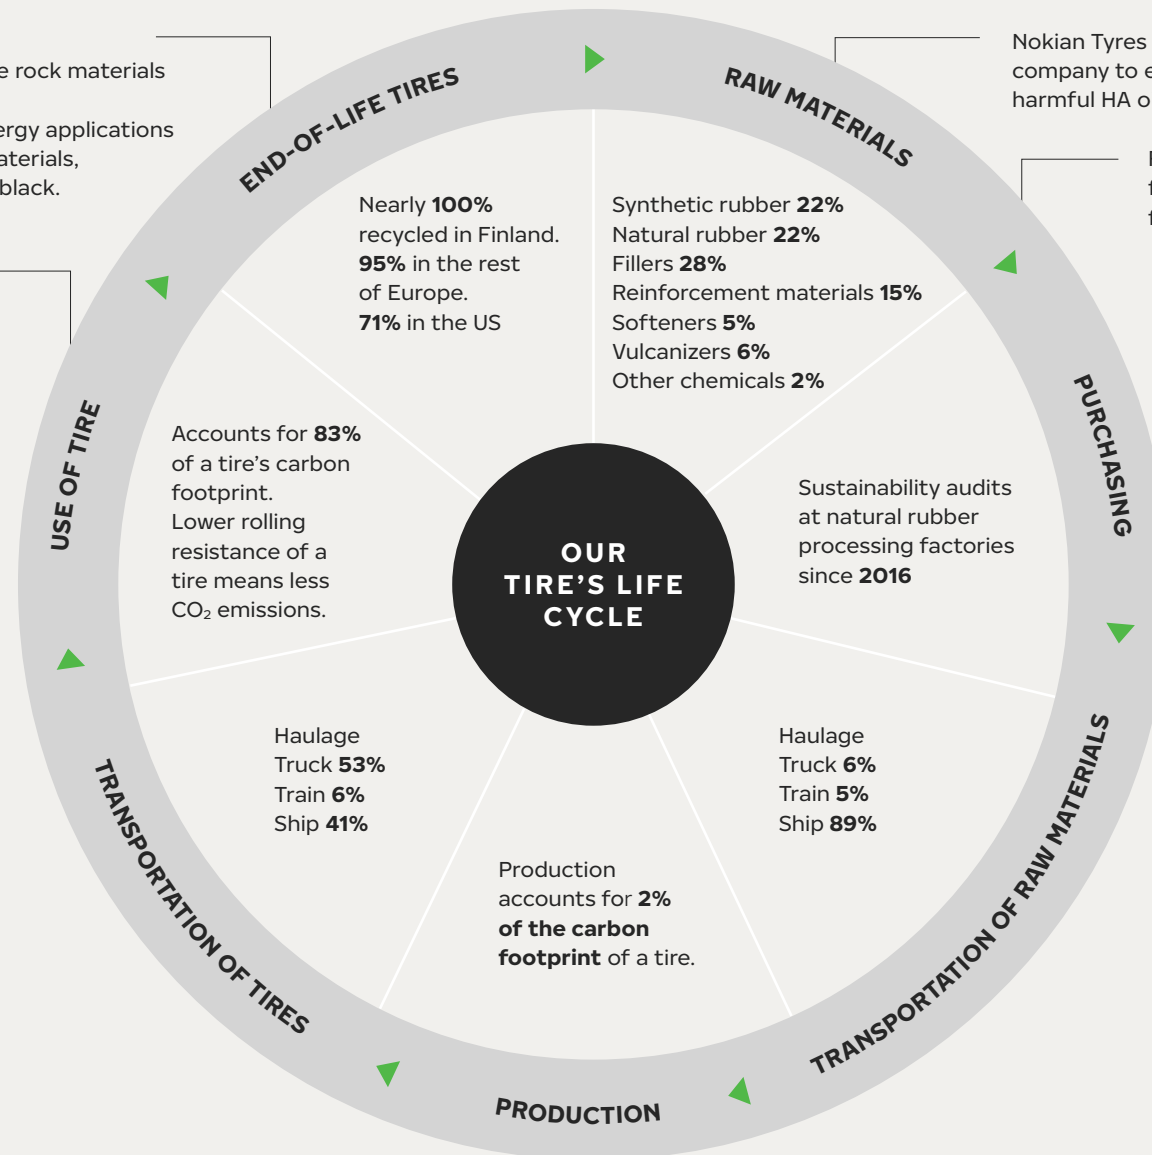 e rock materials
ergy applications
aterials,
black.
Nokian Tyres
company to e
harmful HA o
END-OF-LIFE TIRES
Nearly 100%
recycled in Finland.
95% in the rest
of Europe.
71% in the US
RAW MATERIALS
Synthetic rubber 22%
Natural rubber 22%
Fillers 28%
Reinforcement materials 15%
Softeners 5%
Vulcanizers 6%
Other chemicals 2%
PURCHASING
Sustainability audits
at natural rubber
processing factories
since 2016
TRANSPORTATION OF RAW MATERIALS
Haulage
Truck 6%
Train 5%
Ship 89%
PRODUCTION
Production
accounts for 2%
of the carbon
footprint of a tire.
TRANSPORTATION OF TIRES
Haulage
Truck 53%
Train 6%
Ship 41%
USE OF TIRE
Accounts for 83%
of a tire's carbon
footprint.
Lower rolling
resistance of a
tire means less
CO₂ emissions.
OUR
TIRE'S LIFE
CYCLE